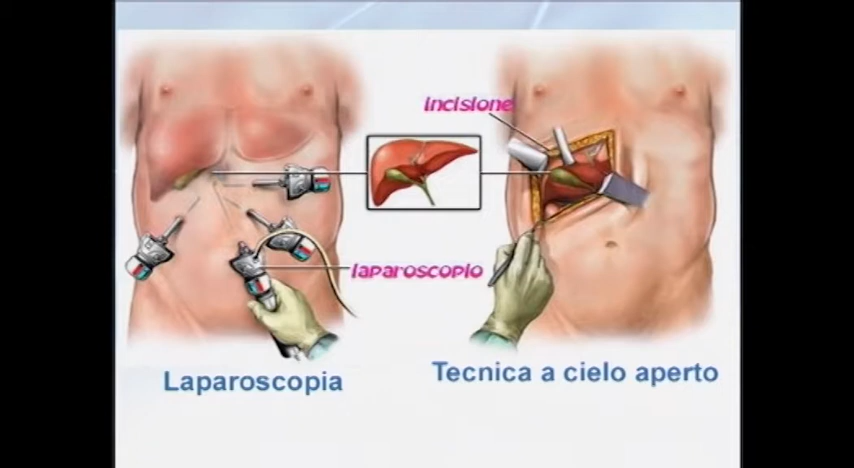 incisione
laparoscopio
Laparoscopia
Tecnica a cielo aperto